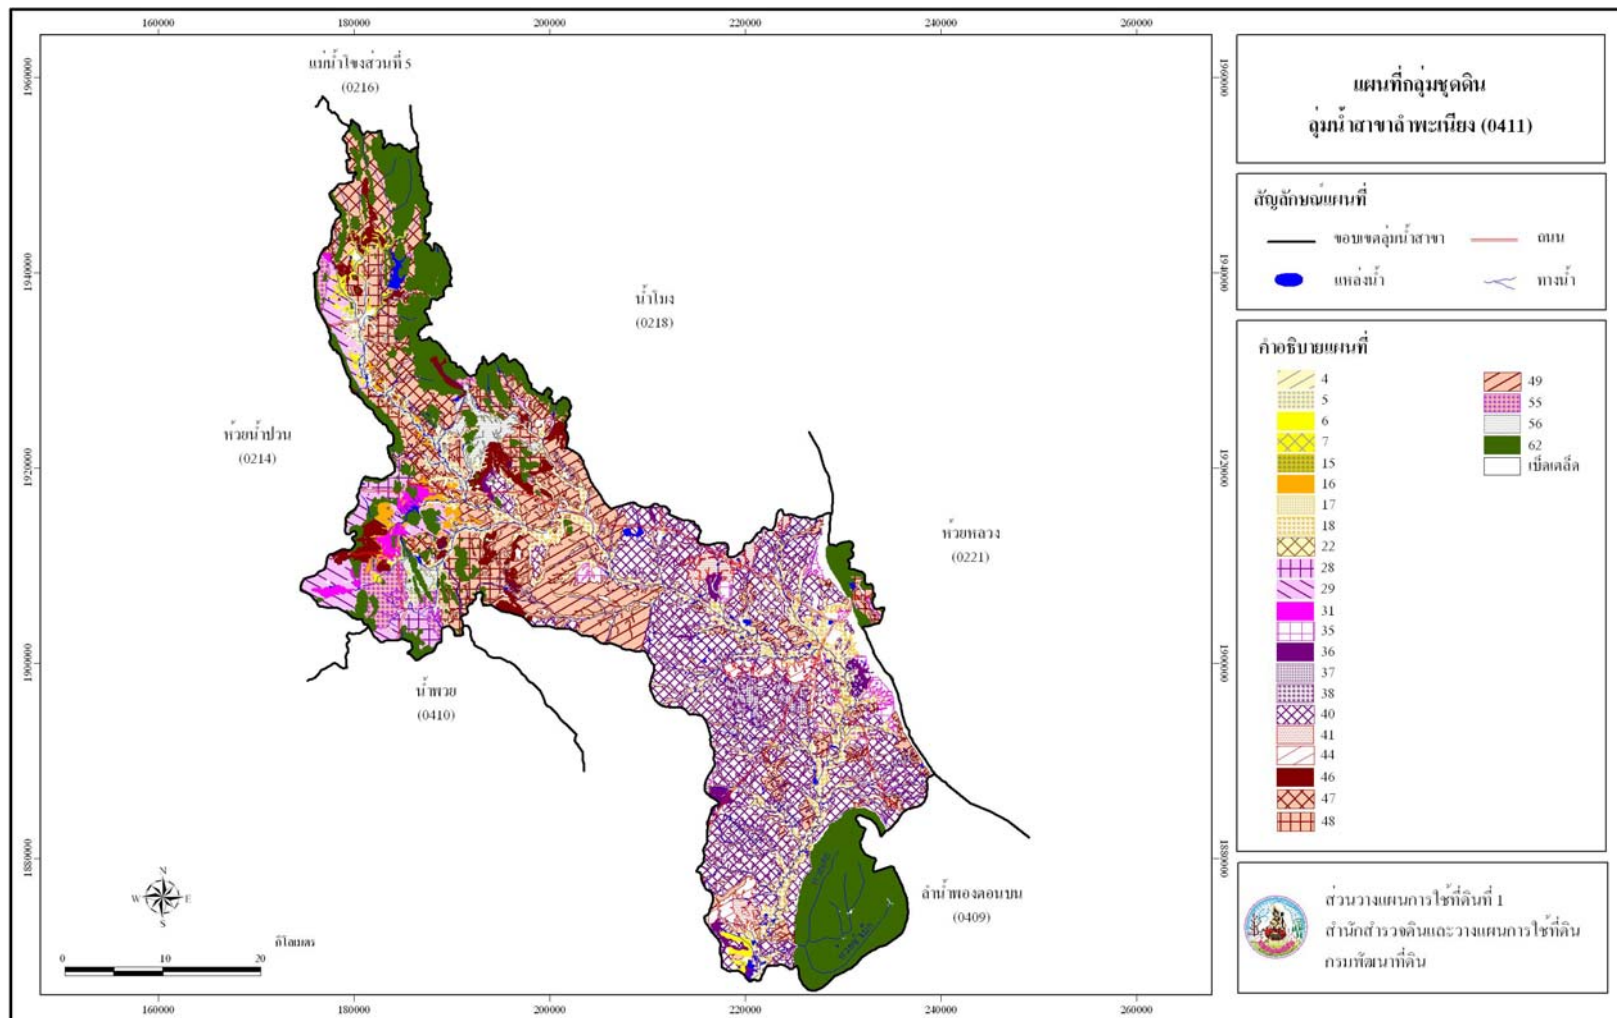 160000 180000 200000 220000 240000 260000
แม่น้ำโขงส่วนที่ 5
(0216)
1960000
1960000
แผนที่กลุ่มชุดดิน
ลุ่มน้ำสาขาลำพะเนียง (0411)
สัญลักษณ์แผนที่
ขอบเขตลุ่มน้ำสาขา
ถนน
แหล่งน้ำ
ทางน้ำ
1940000
1940000
น้ำโมง
(0218)
คำอธิบายแผนที่
4
5
6
7
15
16
17
18
22
28
29
31
35
36
37
38
40
41
44
46
47
48
49
55
56
62
เบ็ดเตล็ด
ห้วยน้ำปวน
(0214)
1920000
1920000
ห้วยหลวง
(0221)
1900000
1900000
น้ำพวย
(0410)
1880000
1880000
ลำน้ำพองตอนบน
(0409)
N
W E
S
กิโลเมตร
0 10 20
ส่วนวางแผนการใช้ที่ดินที่ 1
สำนักสำรวจดินและวางแผนการใช้ที่ดิน
กรมพัฒนาที่ดิน
160000 180000 200000 220000 240000 260000